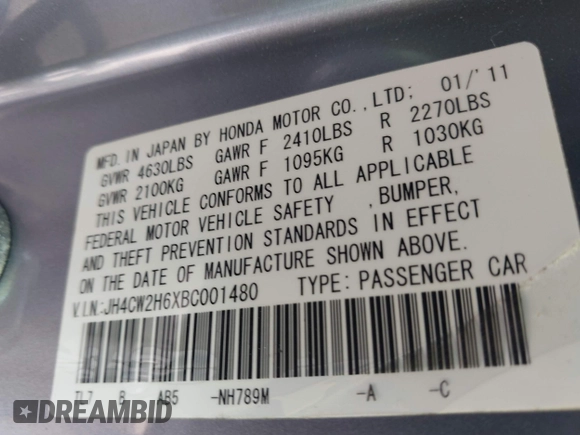 MFD. IN JAPAN BY HONDA MOTOR CO., LTD; 01/'11
GVWR 4630LBS GAWR F 2410LBS R 2270LBS
GVWR 2100KG GAWR F 1095KG R 1030KG
THIS VEHICLE CONFORMS TO ALL APPLICABLE
FEDERAL MOTOR VEHICLE SAFETY , BUMPER,
AND THEFT PREVENTION STANDARDS IN EFFECT
ON THE DATE OF MANUFACTURE SHOWN ABOVE.
V.I.N.:JH4CW2H6XBC001480 TYPE: PASSENGER CAR
TL7 B AB5 -NH789M -A -C
DREAMBID